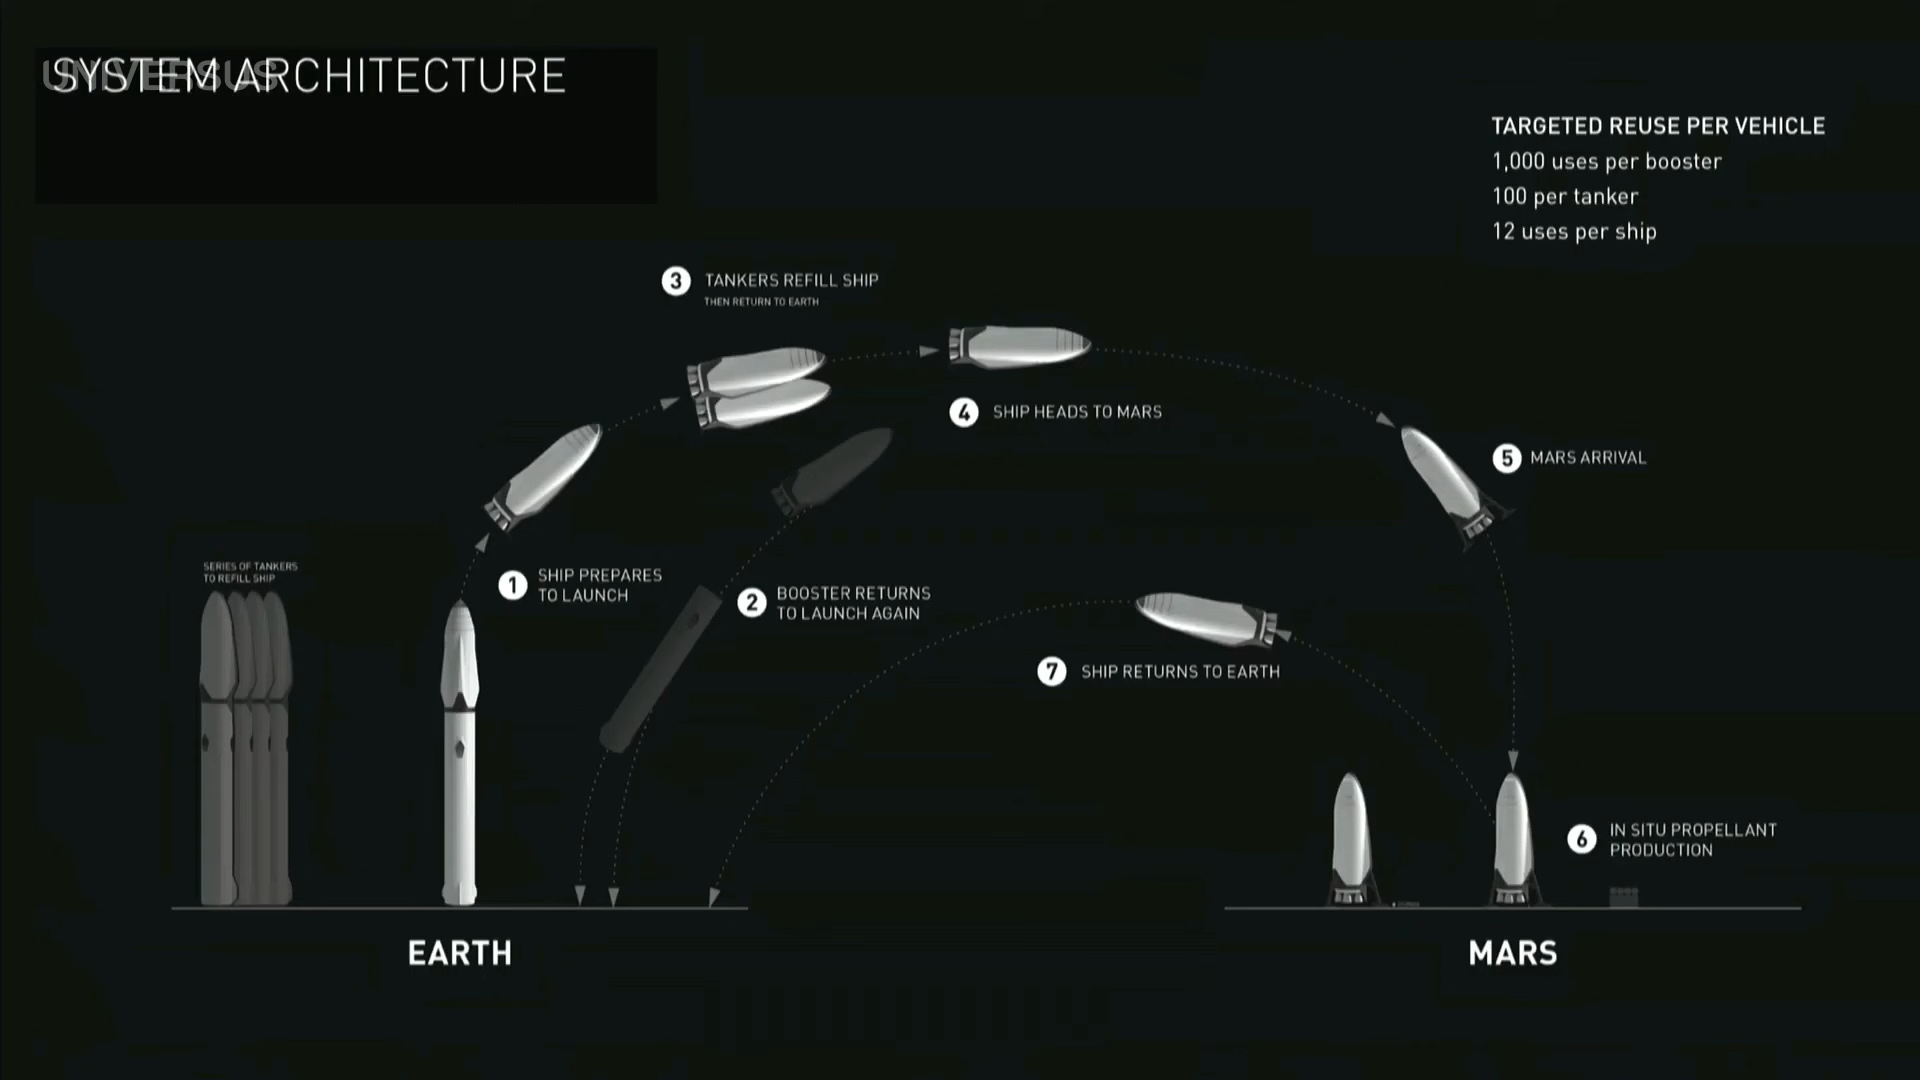 UNIVERSUS
SYSTEM ARCHITECTURE
TARGETED REUSE PER VEHICLE
1,000 uses per booster
100 per tanker
12 uses per ship
3 TANKERS REFILL SHIP
THEN RETURN TO EARTH
4 SHIP HEADS TO MARS
5 MARS ARRIVAL
SERIES OF TANKERS
TO REFILL SHIP
1 SHIP PREPARES
TO LAUNCH
2 BOOSTER RETURNS
TO LAUNCH AGAIN
7 SHIP RETURNS TO EARTH
6 IN SITU PROPELLANT
PRODUCTION
EARTH
MARS